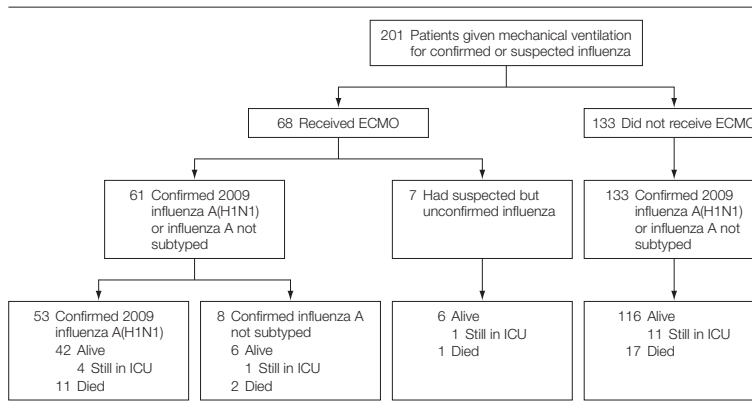 201 Patients given mechanical ventilation
for confirmed or suspected influenza
68 Received ECMO
133 Did not receive ECMO
61 Confirmed 2009
influenza A(H1N1)
or influenza A not
subtyped
7 Had suspected but
unconfirmed influenza
133 Confirmed 2009
influenza A(H1N1)
or influenza A not
subtyped
53 Confirmed 2009
influenza A(H1N1)
42 Alive
4 Still in ICU
11 Died
8 Confirmed influenza A
not subtyped
6 Alive
1 Still in ICU
2 Died
6 Alive
1 Still in ICU
1 Died
116 Alive
11 Still in ICU
17 Died